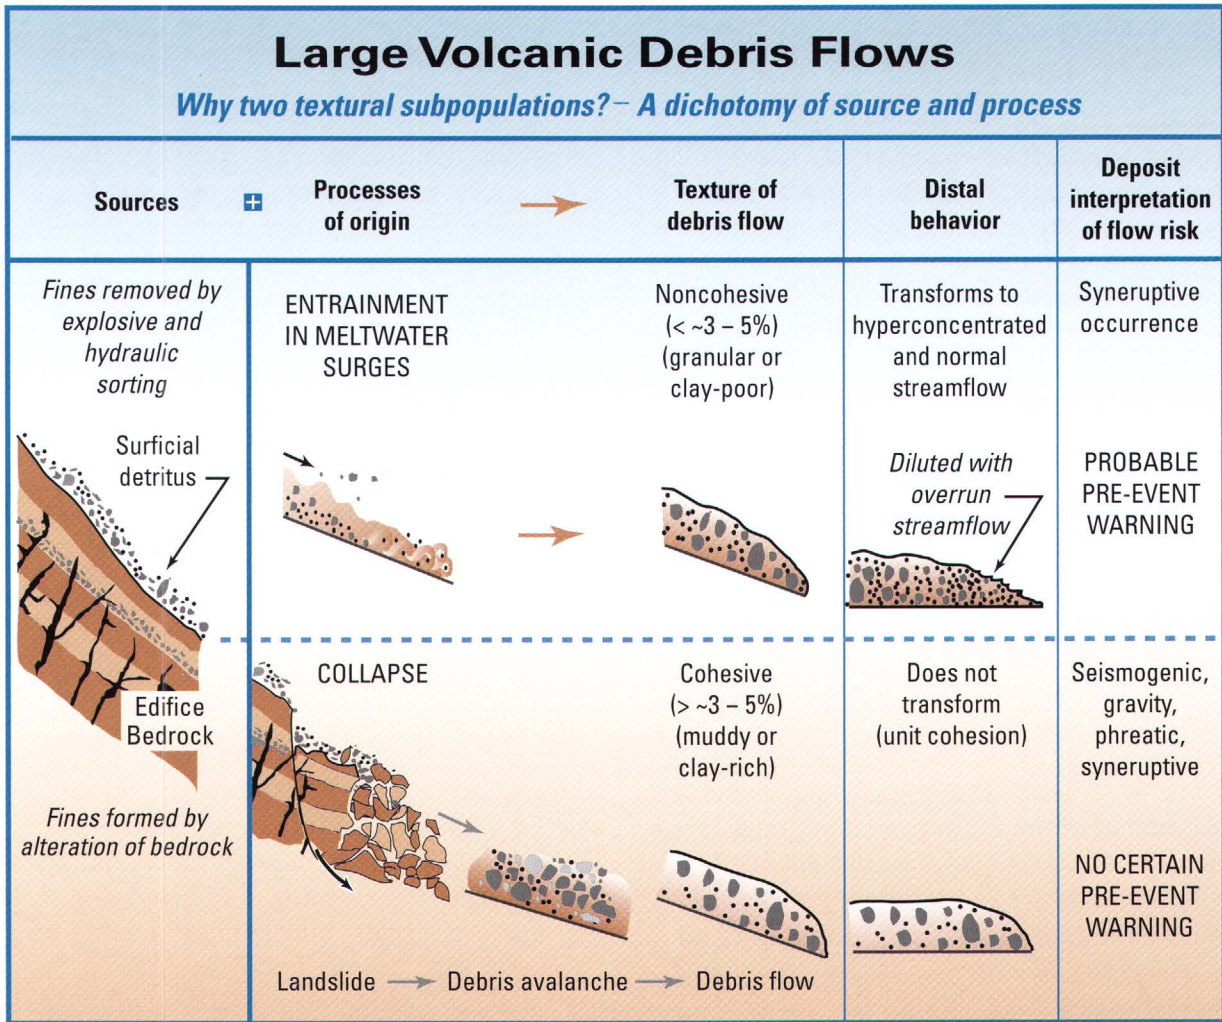 Large Volcanic Debris Flows
Why two textural subpopulations? – A dichotomy of source and process
Sources
+
Processes
of origin
Texture of
debris flow
Distal
behavior
Deposit
interpretation
of flow risk
Fines removed by
explosive and
hydraulic
sorting
Surficial
detritus
Edifice
Bedrock
Fines formed by
alteration of bedrock
ENTRAINMENT
IN MELTWATER
SURGES
Noncohesive
(< ~3 – 5%)
(granular or
clay-poor)
Transforms to
hyperconcentrated
and normal
streamflow
Diluted with
overrun
streamflow
Syneruptive
occurrence
PROBABLE
PRE-EVENT
WARNING
COLLAPSE
Cohesive
(> ~3 – 5%)
(muddy or
clay-rich)
Does not
transform
(unit cohesion)
Seismogenic,
gravity,
phreatic,
syneruptive
NO CERTAIN
PRE-EVENT
WARNING
Landslide
Debris avalanche
Debris flow